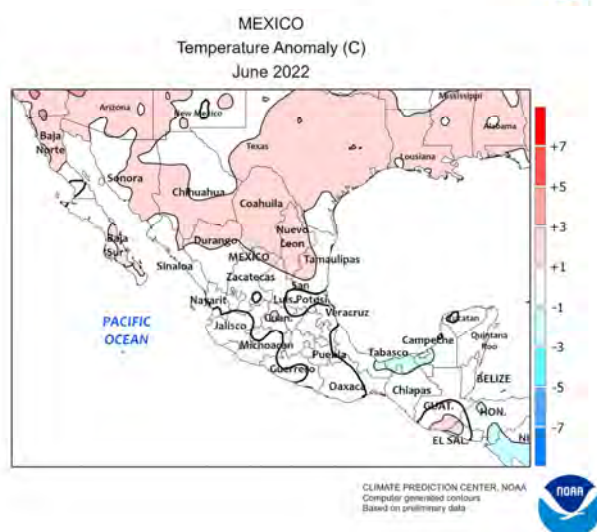 MEXICO
Temperature Anomaly (C)
June 2022
Mississippi
Arizona
New Mexico
Alabama
Baja
Norte
Texas
Lousiana
Sonora
Chihuahua
Coahuila
Nuevo
Leon
Baja
Sur
Durango
MEXICO
Tamaulipas
Sinaloa
Zacatecas
San
Luis Potosi
Nayarit
Guan.
Veracruz
Jalisco
PACIFIC
OCEAN
Michoacan
Puebla
Tabasco
Campeche
Yucatan
Quintana
Roo
Guerrero
Oaxaca
Chiapas
BELIZE
GUAT.
HON.
EL SAL.
NI
+7
+5
+3
+1
-1
-3
-5
-7
CLIMATE PREDICTION CENTER, NOAA
Computer generated contours
Based on preliminary data
NOAA